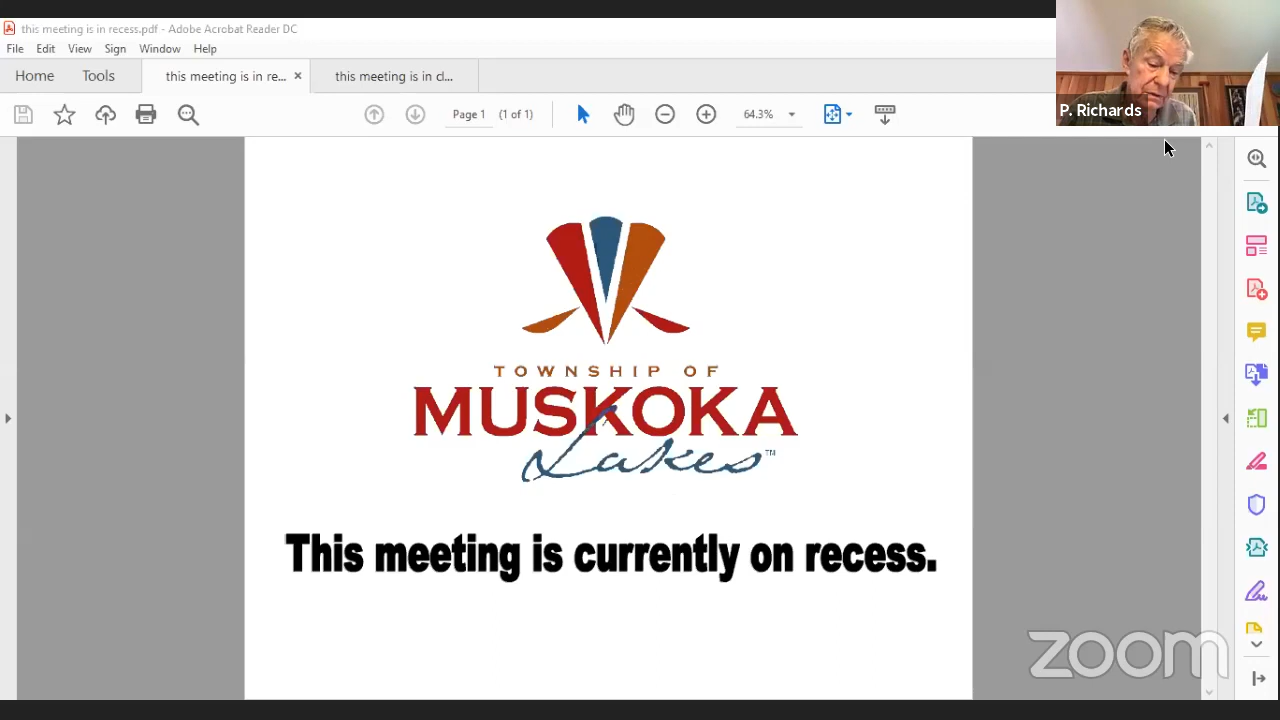 this meeting is in recess.pdf - Adobe Acrobat Reader DC
File Edit View Sign Window Help
Home Tools this meeting is in re... × this meeting is in cl...
Page 1 (1 of 1) 64.3%
P. Richards
TOWNSHIP OF
MUSKOKA
Lakes™
This meeting is currently on recess.
zoom